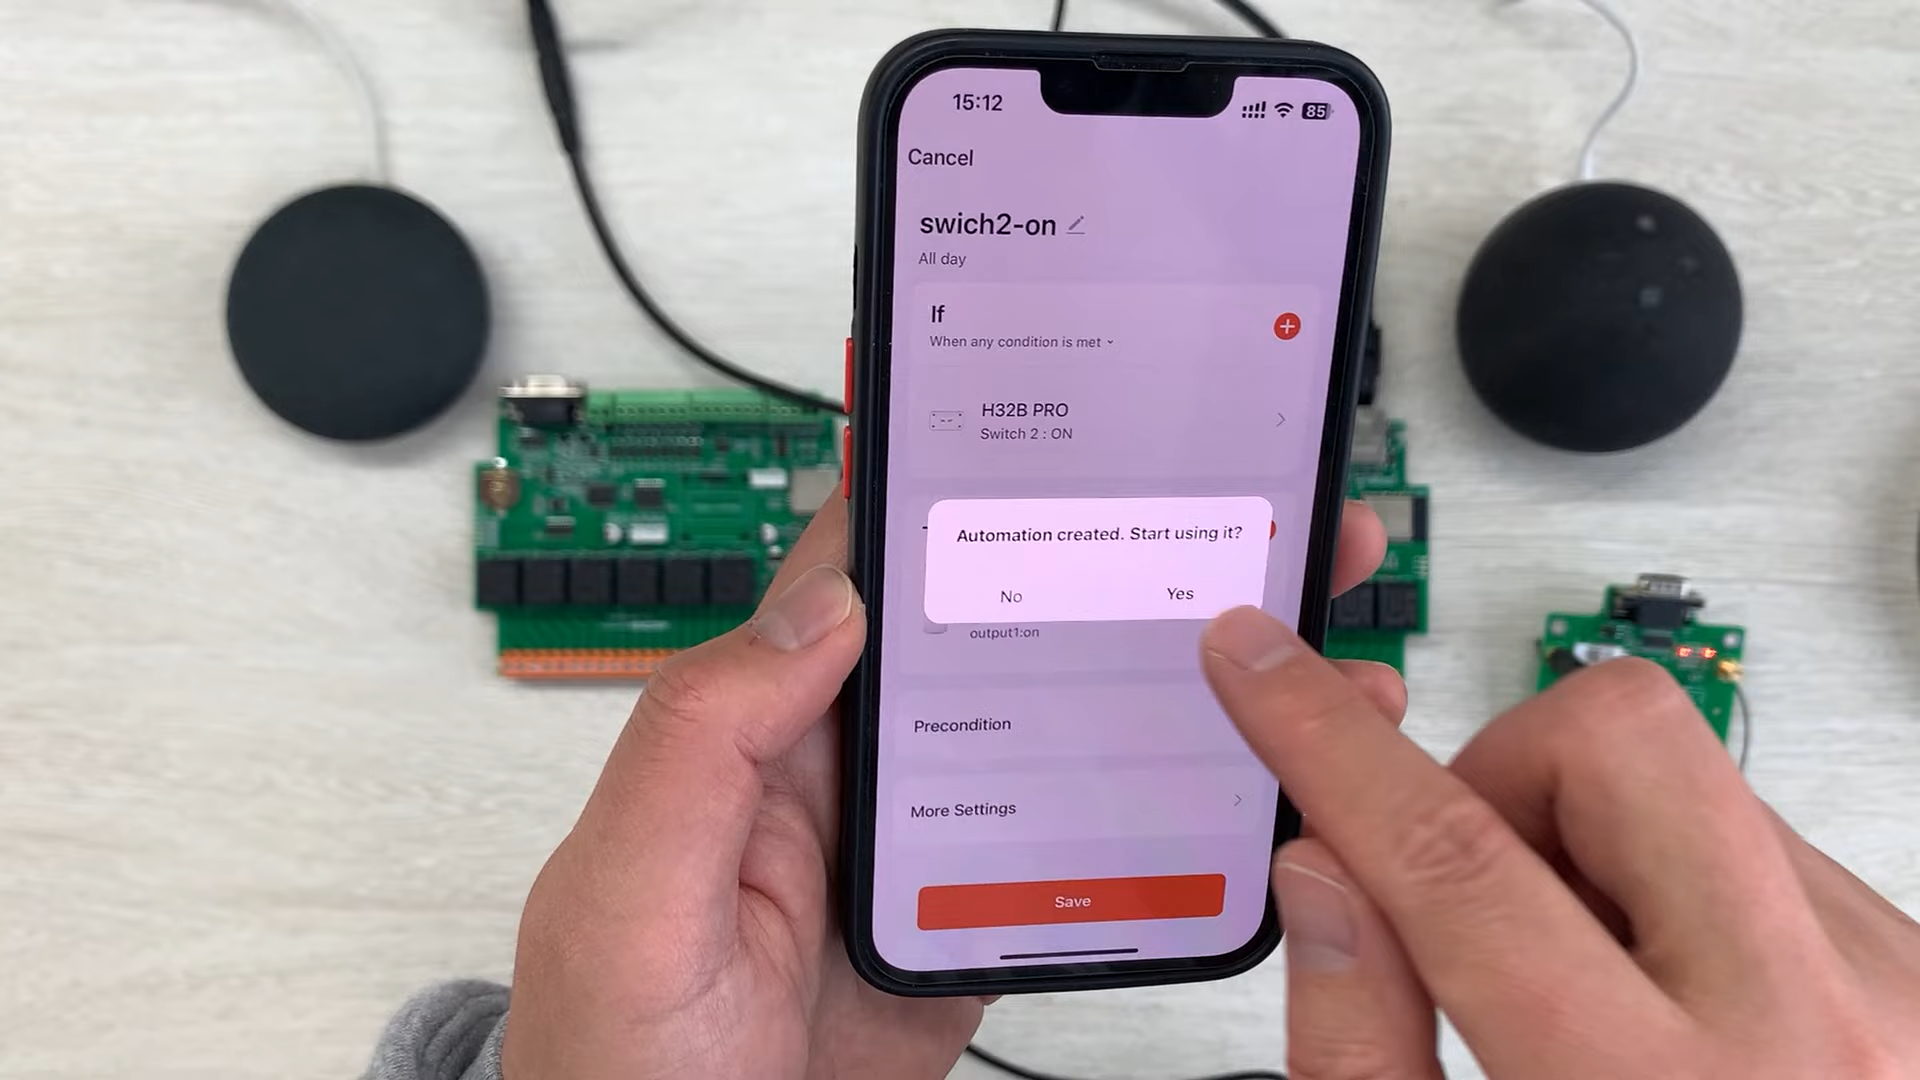 15:12
85
Cancel
swich2-on
All day
If
When any condition is met
H32B PRO
Switch 2 : ON
Automation created. Start using it?
No
Yes
output1:on
Precondition
More Settings
Save